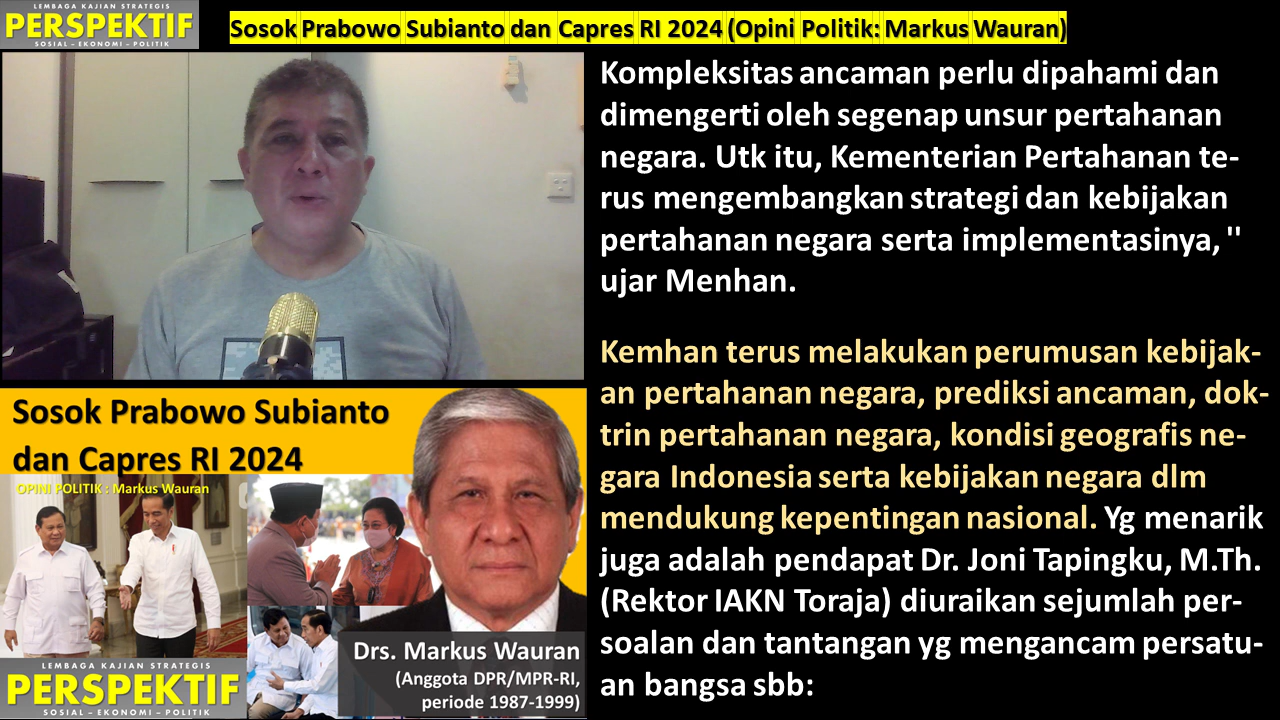 LEMBAGA KAJIAN STRATEGIS
PERSPEKTIF
SOSIAL – EKONOMI – POLITIK
Sosok Prabowo Subianto dan Capres RI 2024 (Opini Politik: Markus Wauran)
Kompleksitas ancaman perlu dipahami dan
dimengerti oleh segenap unsur pertahanan
negara. Utk itu, Kementerian Pertahanan te-
rus mengembangkan strategi dan kebijakan
pertahanan negara serta implementasinya, "
ujar Menhan.
Kemhan terus melakukan perumusan kebijak-
an pertahanan negara, prediksi ancaman, dok-
trin pertahanan negara, kondisi geografis ne-
gara Indonesia serta kebijakan negara dlm
mendukung kepentingan nasional. Yg menarik
juga adalah pendapat Dr. Joni Tapingku, M.Th.
(Rektor IAKN Toraja) diuraikan sejumlah per-
soalan dan tantangan yg mengancam persatu-
an bangsa sbb:
Sosok Prabowo Subianto
dan Capres RI 2024
OPINI POLITIK : Markus Wauran
Drs. Markus Wauran
(Anggota DPR/MPR-RI,
periode 1987-1999)
LEMBAGA KAJIAN STRATEGIS
PERSPEKTIF
SOSIAL – EKONOMI – POLITIK